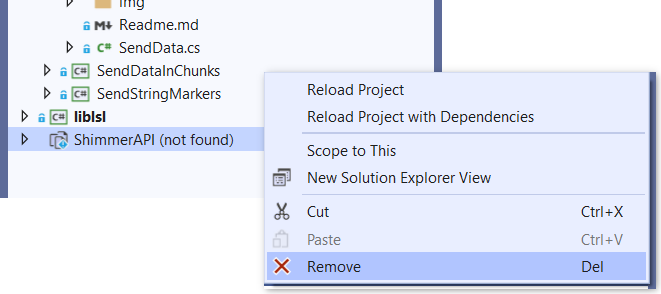 Img
Readme.md
C# SendData.cs
C# SendDataInChunks
C# SendStringMarkers
C# liblsl
ShimmerAPI (not found)
Reload Project
Reload Project with Dependencies
Scope to This
New Solution Explorer View
Cut Ctrl+X
Paste Ctrl+V
Remove Del